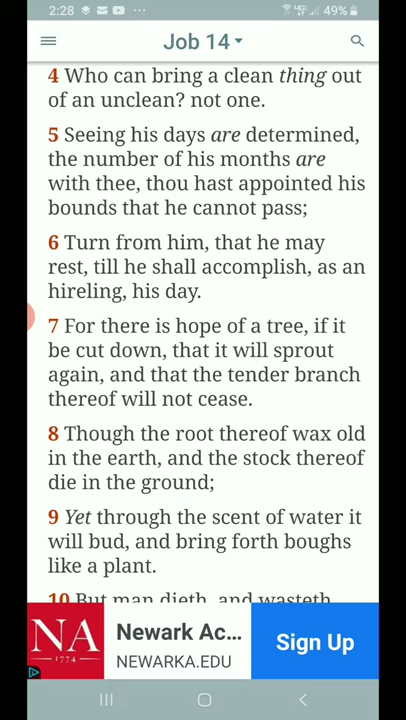 2:28 ... 49%
Job 14
4 Who can bring a clean thing out
of an unclean? not one.
5 Seeing his days are determined,
the number of his months are
with thee, thou hast appointed his
bounds that he cannot pass;
6 Turn from him, that he may
rest, till he shall accomplish, as an
hireling, his day.
7 For there is hope of a tree, if it
be cut down, that it will sprout
again, and that the tender branch
thereof will not cease.
8 Though the root thereof wax old
in the earth, and the stock thereof
die in the ground;
9 Yet through the scent of water it
will bud, and bring forth boughs
like a plant.
10 But man dieth, and wasteth
NA
1774
Newark Ac...
NEWARKA.EDU
Sign Up